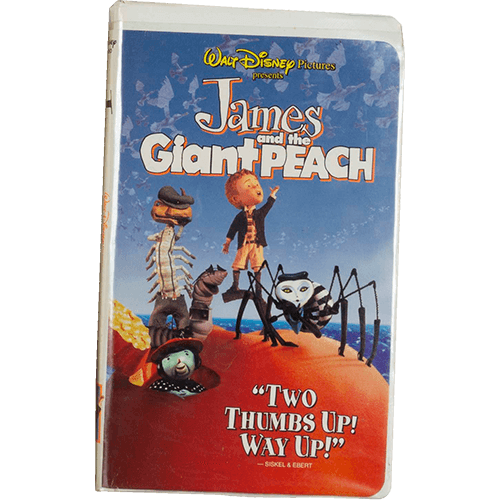 WALT DISNEY Pictures
presents
James
and the
Giant PEACH
"TWO
THUMBS UP!
WAY UP!"
— SISKEL & EBERT